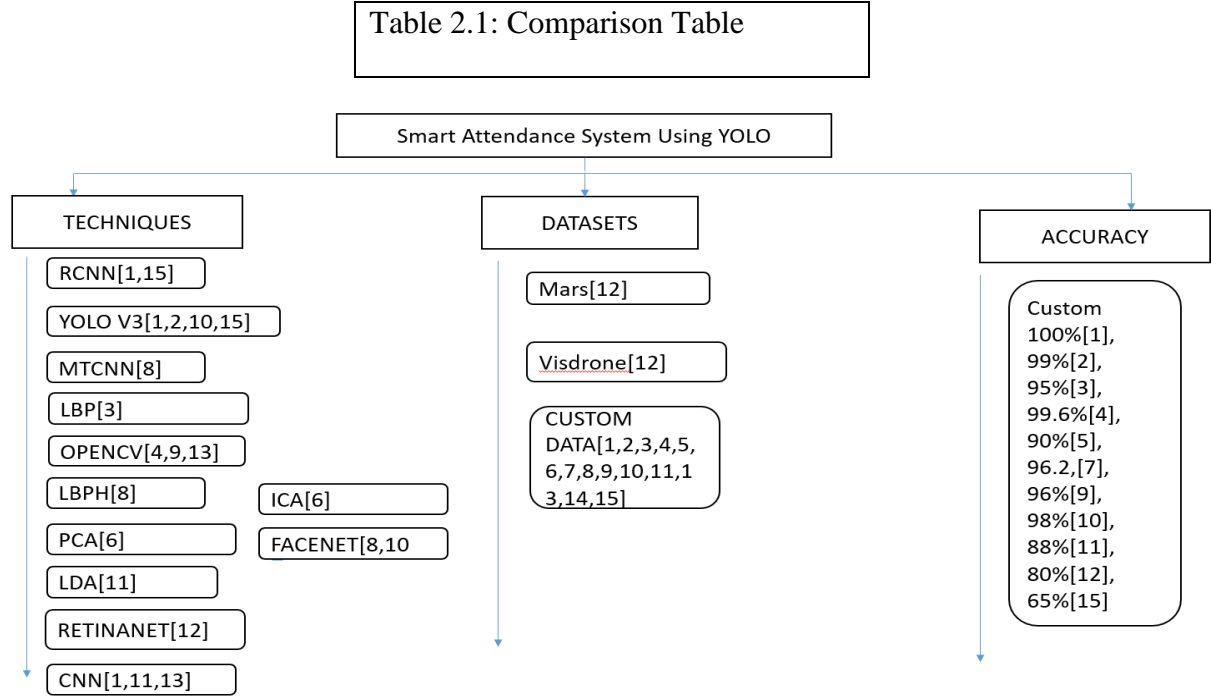 Table 2.1: Comparison Table
Smart Attendance System Using YOLO
TECHNIQUES
RCNN[1,15]
YOLO V3[1,2,10,15]
MTCNN[8]
LBP[3]
OPENCV[4,9,13]
LBPH[8]
PCA[6]
LDA[11]
RETINANET[12]
CNN[1,11,13]
ICA[6]
FACENET[8,10
DATASETS
Mars[12]
Visdrone[12]
CUSTOM
DATA[1,2,3,4,5,
6,7,8,9,10,11,1
3,14,15]
ACCURACY
Custom
100%[1],
99%[2],
95%[3],
99.6%[4],
90%[5],
96.2,[7],
96%[9],
98%[10],
88%[11],
80%[12],
65%[15]